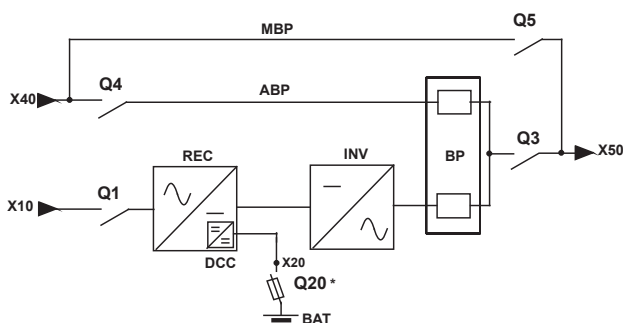 MBP
Q5
X40
Q4
ABP
Q3
X50
BP
REC
INV
X10
Q1
DCC
X20
Q20 *
BAT